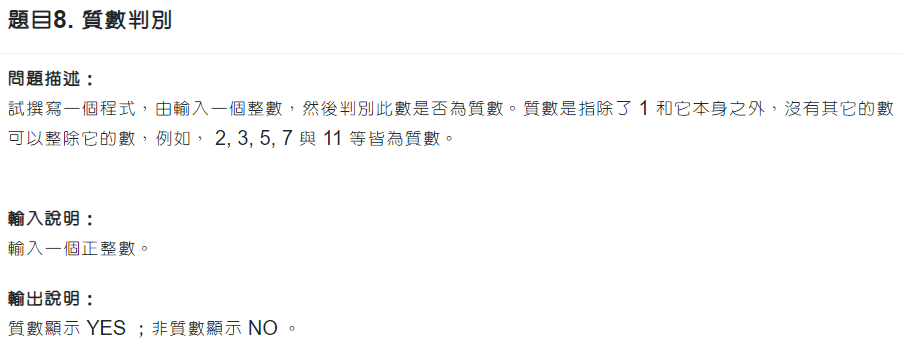 題目8. 質數判別
問題描述：
試撰寫一個程式，由輸入一個整數，然後判別此數是否為質數。質數是指除了 1 和它本身之外，沒有其它的數
可以整除它的數，例如， 2, 3, 5, 7 與 11 等皆為質數。
輸入說明：
輸入一個正整數。
輸出說明：
質數顯示 YES ；非質數顯示 NO 。